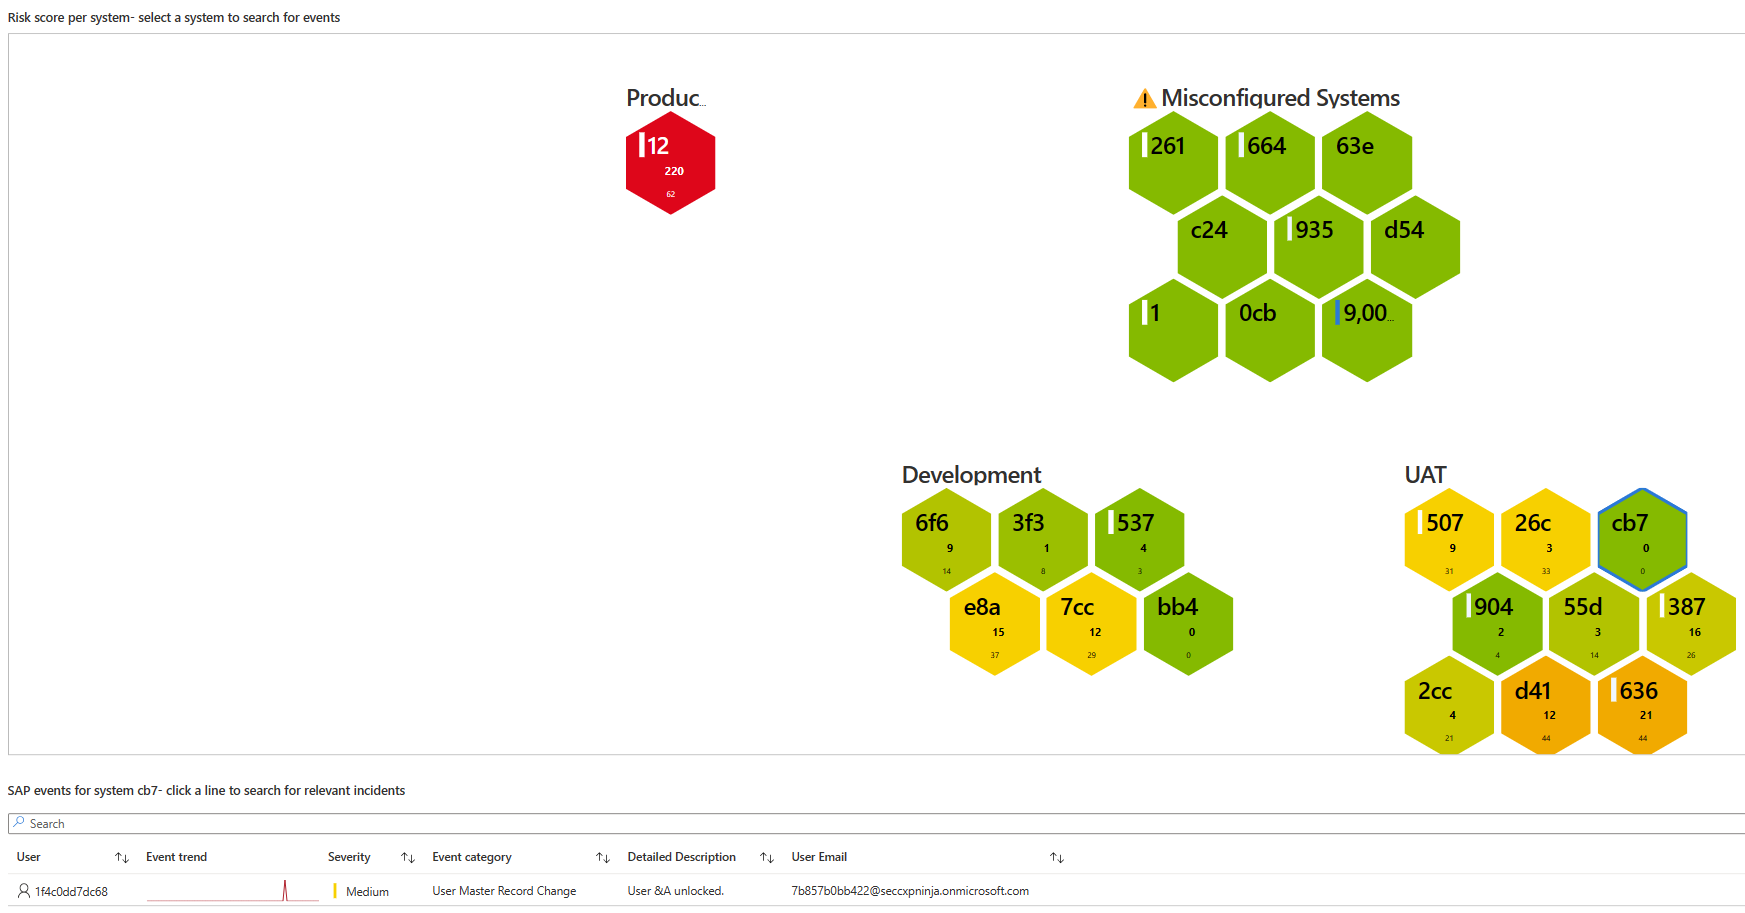 Risk score per system- select a system to search for events
Produc...
12
220
62
⚠ Misconfigured Systems
261
664
63e
c24
935
d54
1
0cb
9,00...
Development
6f6
9
14
3f3
1
8
537
4
3
e8a
15
37
7cc
12
29
bb4
0
0
UAT
507
9
31
26c
3
33
cb7
0
0
904
2
4
55d
3
14
387
16
26
2cc
4
21
d41
12
44
636
21
44
SAP events for system cb7- click a line to search for relevant incidents
Search
User Event trend Severity Event category Detailed Description User Email
1f4c0dd7dc68 Medium User Master Record Change User &A unlocked. 7b857b0bb422@seccxpninja.onmicrosoft.com